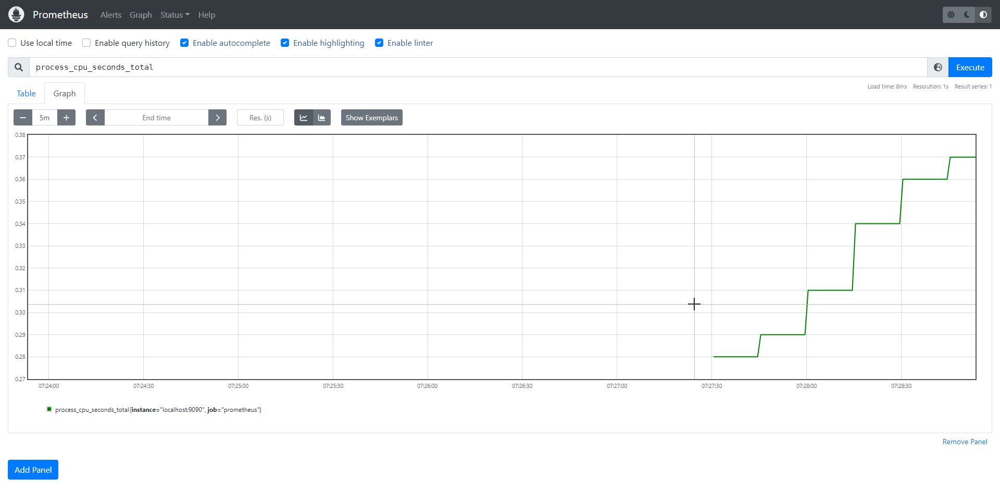 Prometheus Alerts Graph Status Help
Use local time Enable query history Enable autocomplete Enable highlighting Enable linter
process_cpu_seconds_total Execute
Load time: 8ms Resolution: 1s Result series: 1
Table Graph
5m End time Res. (s) Show Exemplars
0.38
0.37
0.36
0.35
0.34
0.33
0.32
0.31
0.30
0.29
0.28
0.27
07:24:00 07:24:30 07:25:00 07:25:30 07:26:00 07:26:30 07:27:00 07:27:30 07:28:00 07:28:30
process_cpu_seconds_total{instance="localhost:9090", job="prometheus"}
Remove Panel
Add Panel